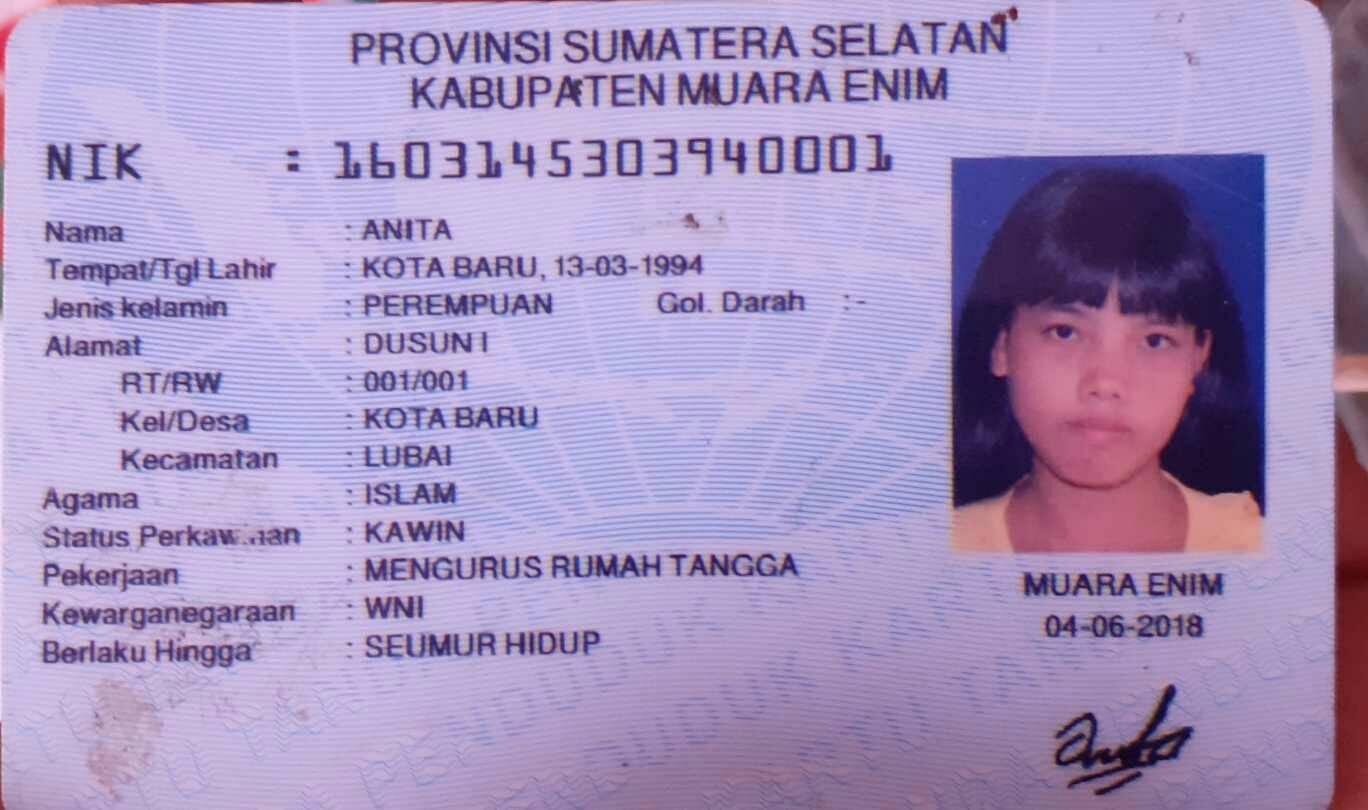 PROVINSI SUMATERA SELATAN
KABUPATEN MUARA ENIM
NIK : 1603145303940001
Nama : ANITA
Tempat/Tgl Lahir : KOTA BARU, 13-03-1994
Jenis kelamin : PEREMPUAN Gol. Darah :-
Alamat : DUSUN I
RT/RW : 001/001
Kel/Desa : KOTA BARU
Kecamatan : LUBAI
Agama : ISLAM
Status Perkawinan : KAWIN
Pekerjaan : MENGURUS RUMAH TANGGA
Kewarganegaraan : WNI
Berlaku Hingga : SEUMUR HIDUP
MUARA ENIM
04-06-2018